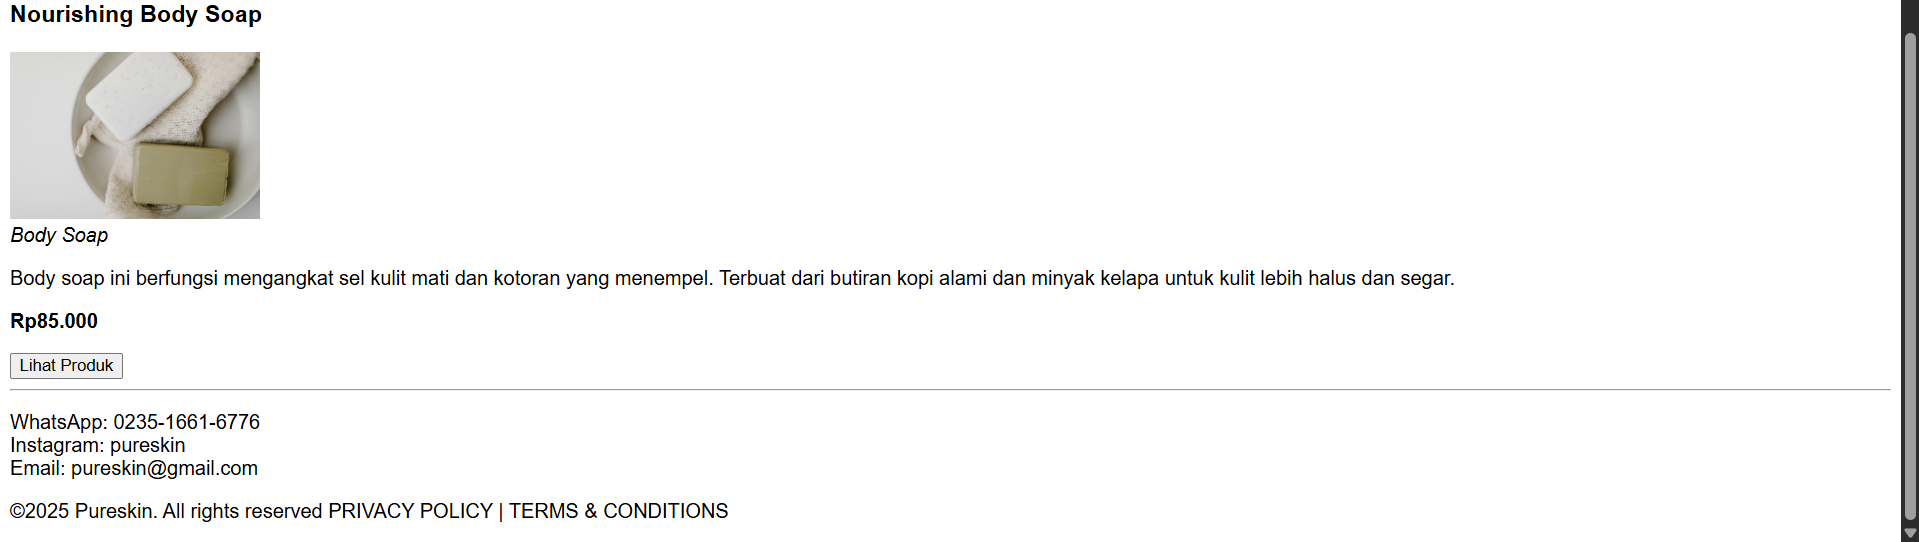 Nourishing Body Soap
Body Soap
Body soap ini berfungsi mengangkat sel kulit mati dan kotoran yang menempel. Terbuat dari butiran kopi alami dan minyak kelapa untuk kulit lebih halus dan segar.
Rp85.000
Lihat Produk
WhatsApp: 0235-1661-6776
Instagram: pureskin
Email: pureskin@gmail.com
©2025 Pureskin. All rights reserved PRIVACY POLICY | TERMS & CONDITIONS